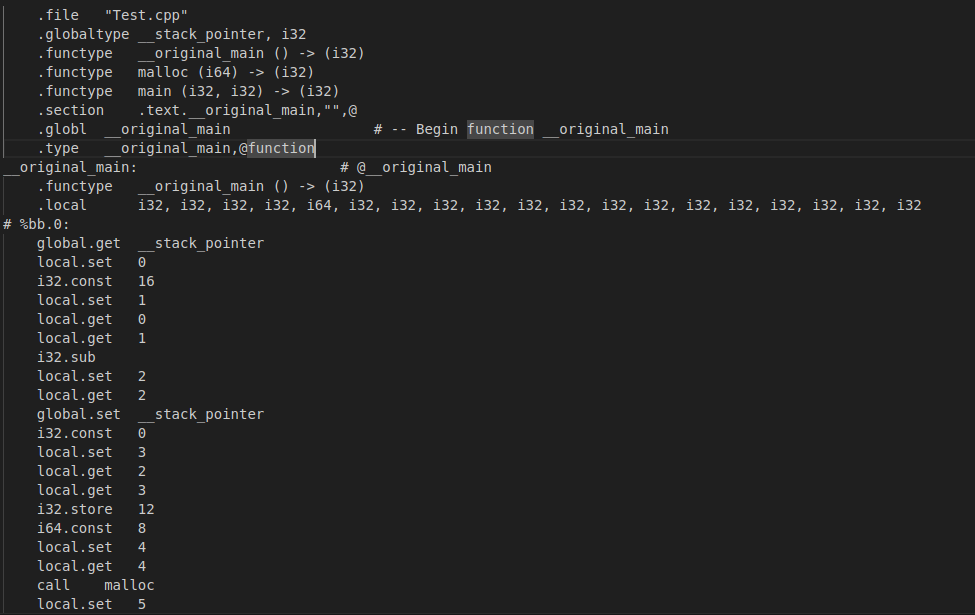 .file "Test.cpp"
.globaltype __stack_pointer, i32
.functype __original_main () -> (i32)
.functype malloc (i64) -> (i32)
.functype main (i32, i32) -> (i32)
.section .text.__original_main,"",@
.globl __original_main # -- Begin function __original_main
.type __original_main,@function
__original_main: # @__original_main
.functype __original_main () -> (i32)
.local i32, i32, i32, i32, i64, i32, i32, i32, i32, i32, i32, i32, i32, i32, i32, i32, i32, i32, i32
# %bb.0:
global.get __stack_pointer
local.set 0
i32.const 16
local.set 1
local.get 0
local.get 1
i32.sub
local.set 2
local.get 2
global.set __stack_pointer
i32.const 0
local.set 3
local.get 2
local.get 3
i32.store 12
i64.const 8
local.set 4
local.get 4
call malloc
local.set 5